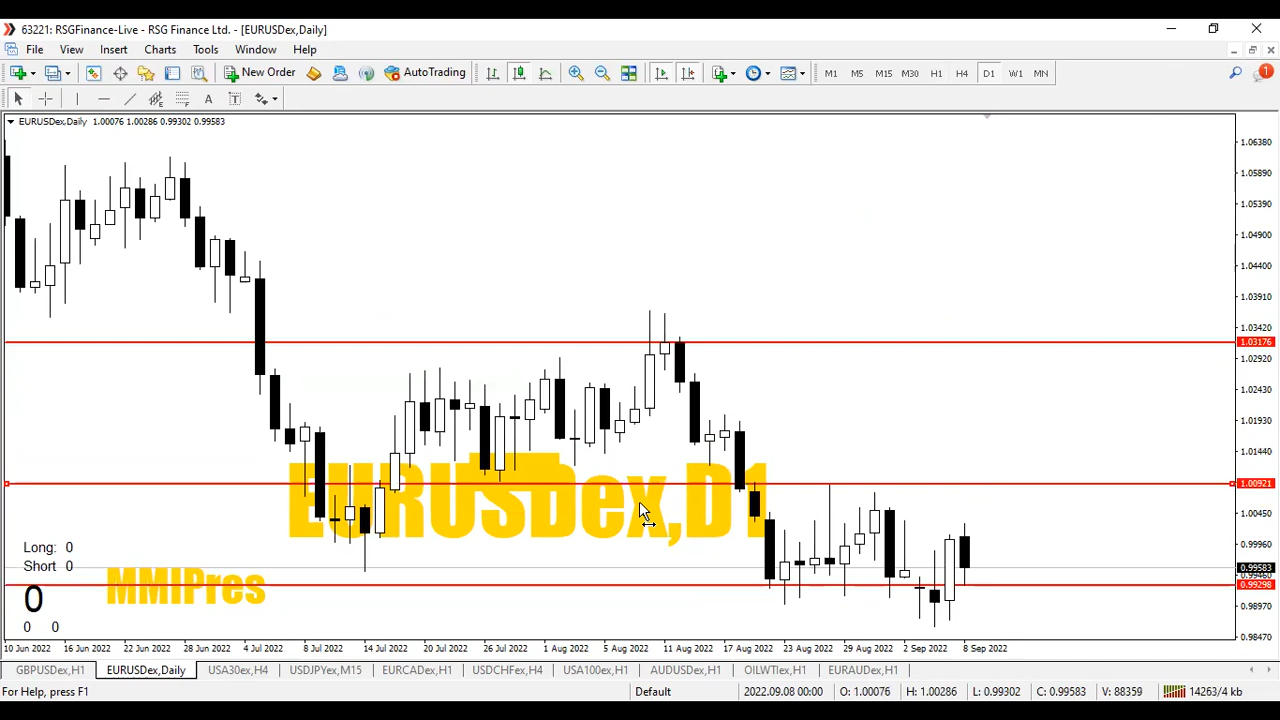 63221: RSGFinance-Live - RSG Finance Ltd. - [EURUSDex,Daily]
File View Insert Charts Tools Window Help
New Order AutoTrading M1 M5 M15 M30 H1 H4 D1 W1 MN 1
A T
EURUSDex,Daily 1.00076 1.00286 0.99302 0.99583
1.06380
1.05890
1.05390
1.04900
1.04400
1.03910
1.03420
1.03176
1.02920
1.02430
1.01930
1.01440
1.00921
1.00450
0.99960
0.99583
0.99460
0.99298
0.98970
0.98470
EURUSDex,D1
Long: 0
Short 0
MMIPres
0
0 0
10 Jun 2022 16 Jun 2022 22 Jun 2022 28 Jun 2022 4 Jul 2022 8 Jul 2022 14 Jul 2022 20 Jul 2022 26 Jul 2022 1 Aug 2022 5 Aug 2022 11 Aug 2022 17 Aug 2022 23 Aug 2022 29 Aug 2022 2 Sep 2022 8 Sep 2022
GBPUSDex,H1 EURUSDex,Daily USA30ex,H4 USDJPYex,M15 EURCADex,H1 USDCHFex,H4 USA100ex,H1 AUDUSDex,H1 OILWTIex,H1 EURAUDex,H1
For Help, press F1 Default 2022.09.08 00:00 O: 1.00076 H: 1.00286 L: 0.99302 C: 0.99583 V: 88359 14263/4 kb